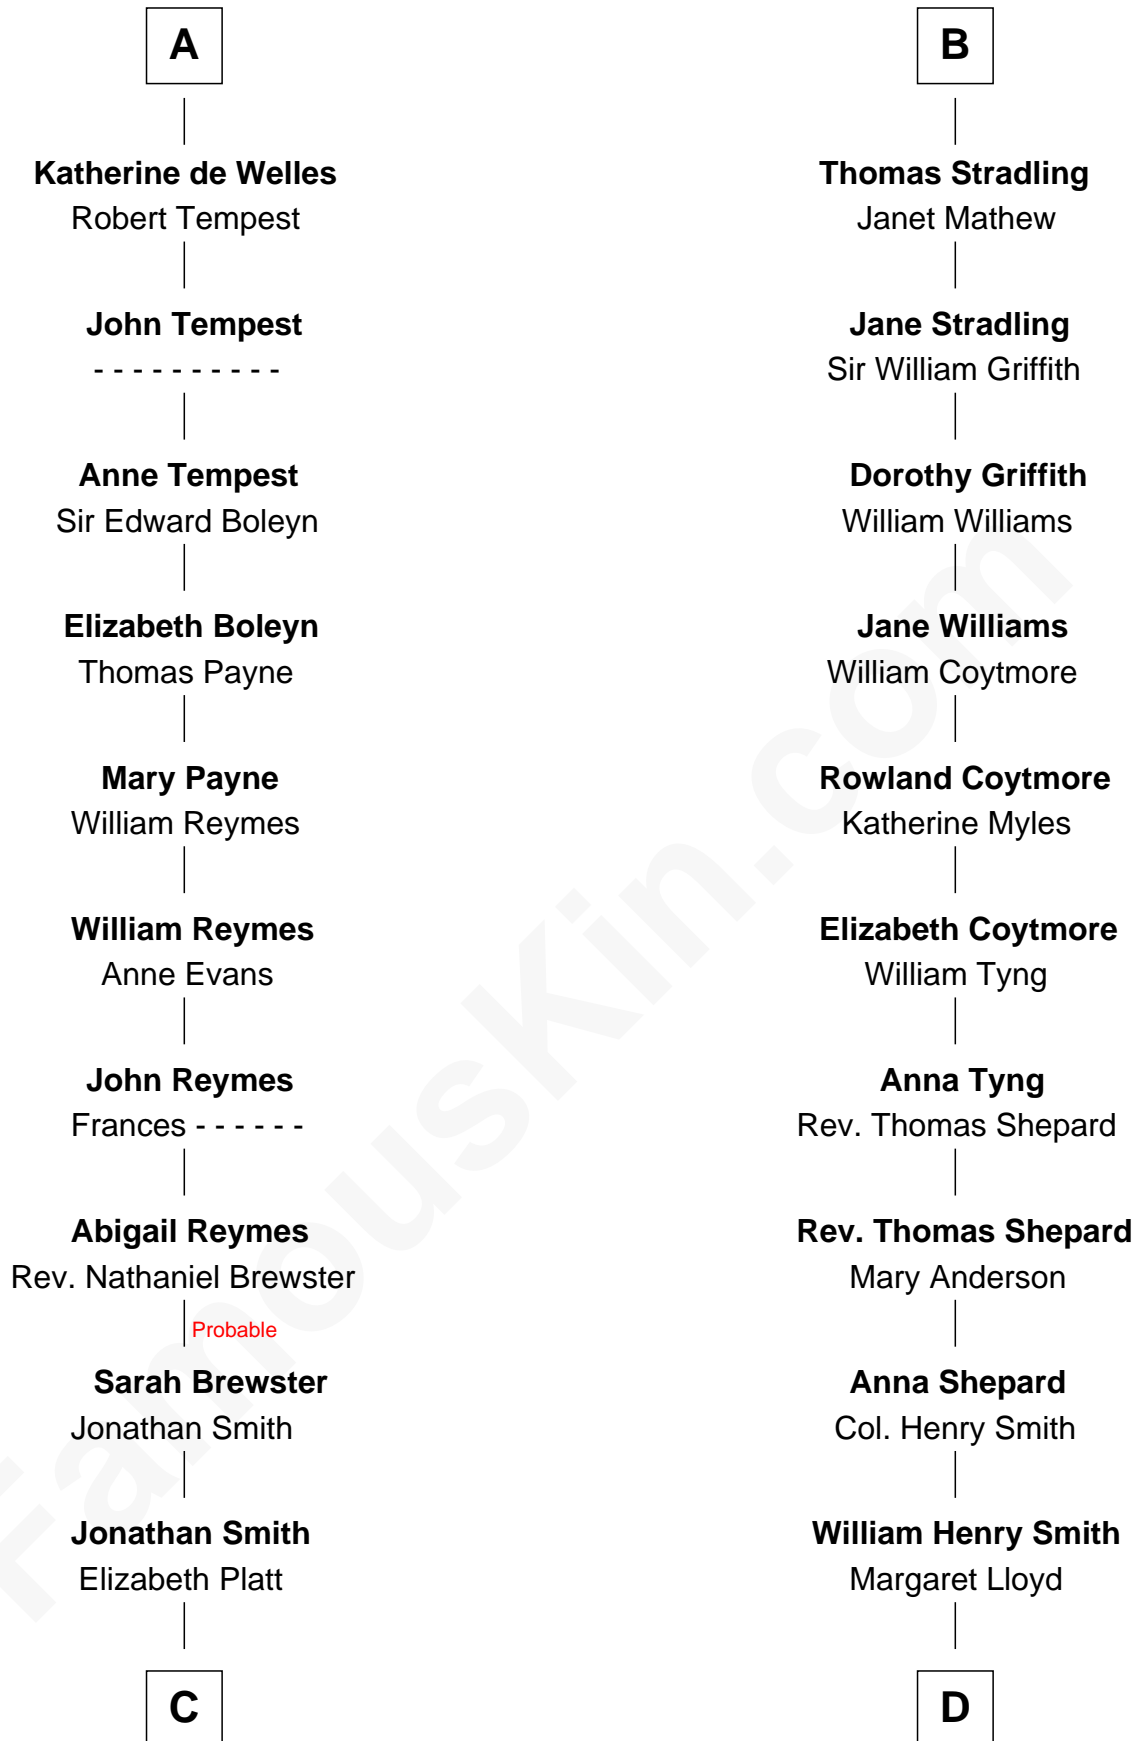 A
Katherine de Welles
Robert Tempest
John Tempest
- - - - - - - - - -
Anne Tempest
Sir Edward Boleyn
Elizabeth Boleyn
Thomas Payne
Mary Payne
William Reymes
William Reymes
Anne Evans
John Reymes
Frances - - - - - -
Abigail Reymes
Rev. Nathaniel Brewster
Probable
Sarah Brewster
Jonathan Smith
Jonathan Smith
Elizabeth Platt
C
B
Thomas Stradling
Janet Mathew
Jane Stradling
Sir William Griffith
Dorothy Griffith
William Williams
Jane Williams
William Coytmore
Rowland Coytmore
Katherine Myles
Elizabeth Coytmore
William Tyng
Anna Tyng
Rev. Thomas Shepard
Rev. Thomas Shepard
Mary Anderson
Anna Shepard
Col. Henry Smith
William Henry Smith
Margaret Lloyd
D
FamousKin.com